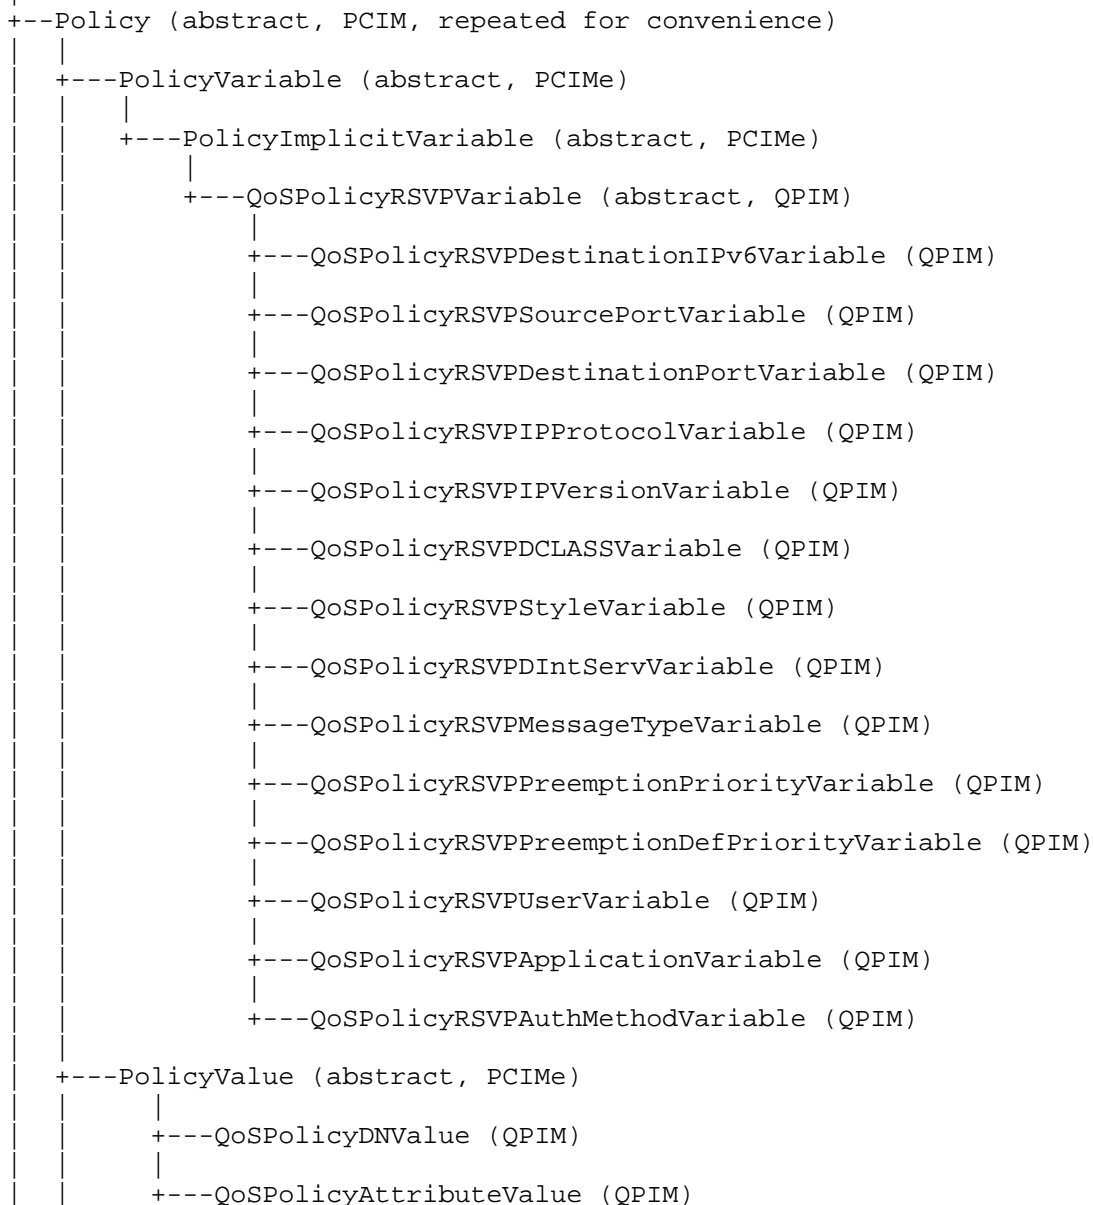 +--Policy (abstract, PCIM, repeated for convenience)
| |
| +---PolicyVariable (abstract, PCIMe)
| | |
| | +---PolicyImplicitVariable (abstract, PCIMe)
| | |
| | +---QoSPolicyRSVPVariable (abstract, QPIM)
| | |
| | +---QoSPolicyRSVPDestinationIPv6Variable (QPIM)
| | |
| | +---QoSPolicyRSVPSourcePortVariable (QPIM)
| | |
| | +---QoSPolicyRSVPDestinationPortVariable (QPIM)
| | |
| | +---QoSPolicyRSVPIPProtocolVariable (QPIM)
| | |
| | +---QoSPolicyRSVPIPVersionVariable (QPIM)
| | |
| | +---QoSPolicyRSVPDCLASSVariable (QPIM)
| | |
| | +---QoSPolicyRSVPStyleVariable (QPIM)
| | |
| | +---QoSPolicyRSVPDIntServVariable (QPIM)
| | |
| | +---QoSPolicyRSVPMessageTypeVariable (QPIM)
| | |
| | +---QoSPolicyRSVPPreemptionPriorityVariable (QPIM)
| | |
| | +---QoSPolicyRSVPPreemptionDefPriorityVariable (QPIM)
| | |
| | +---QoSPolicyRSVPUserVariable (QPIM)
| | |
| | +---QoSPolicyRSVPApplicationVariable (QPIM)
| | |
| | +---QoSPolicyRSVPAuthMethodVariable (QPIM)
| |
| +---PolicyValue (abstract, PCIMe)
| | |
| | +---QoSPolicyDNValue (QPIM)
| | |
| | +---QoSPolicyAttributeValue (QPIM)